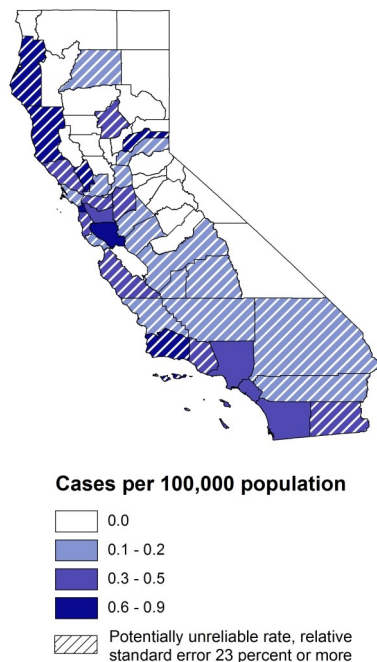 Cases per 100,000 population
0.0
0.1 - 0.2
0.3 - 0.5
0.6 - 0.9
Potentially unreliable rate, relative
standard error 23 percent or more